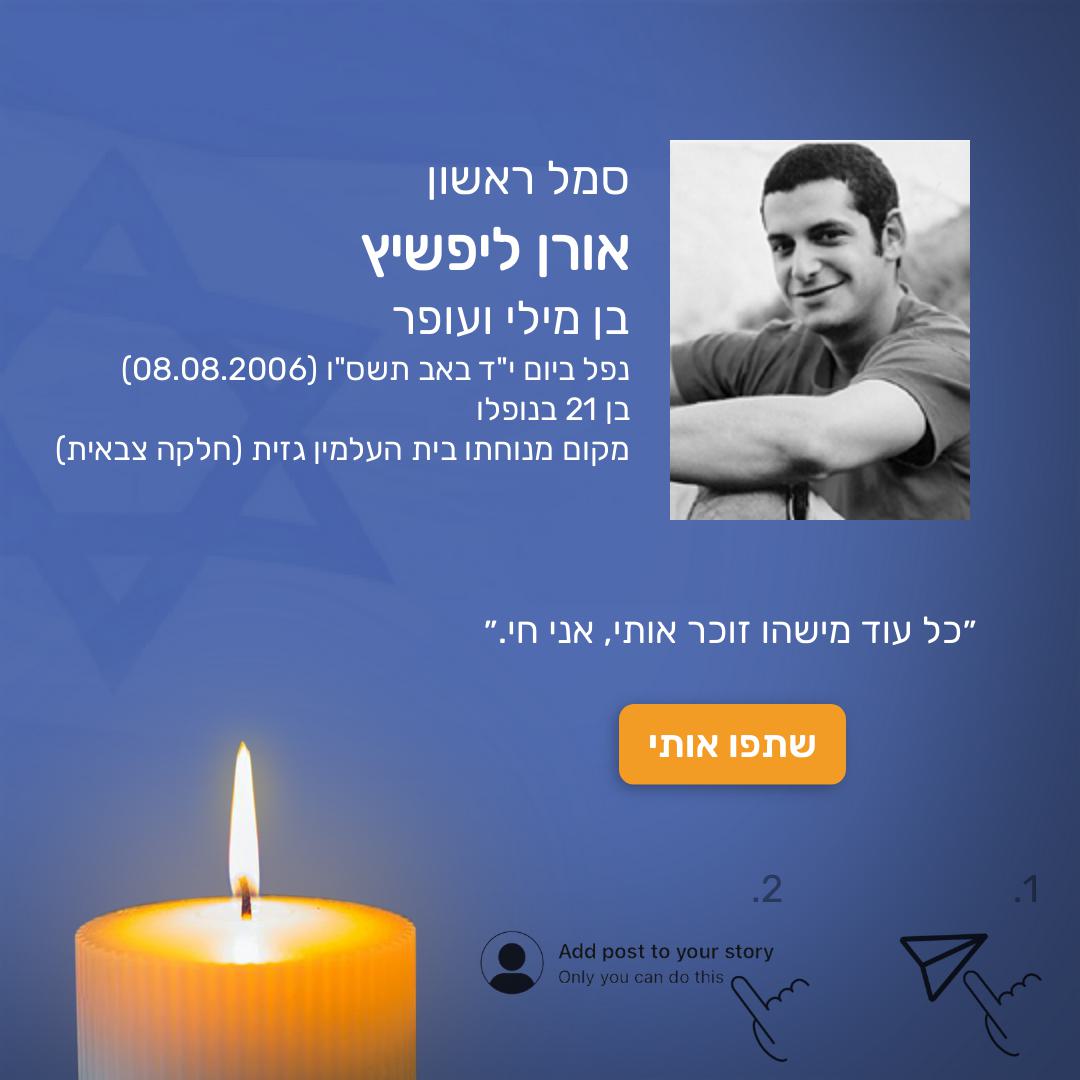 סמל ראשון
אורן ליפשיץ
בן מילי ועופר
נפל ביום י"ד באב תשס"ו (08.08.2006)
בן 21 בנופלו
מקום מנוחתו בית העלמין גזית (חלקה צבאית)
״כל עוד מישהו זוכר אותי, אני חי.״
שתפו אותי
1.
2.
Add post to your story
Only you can do this